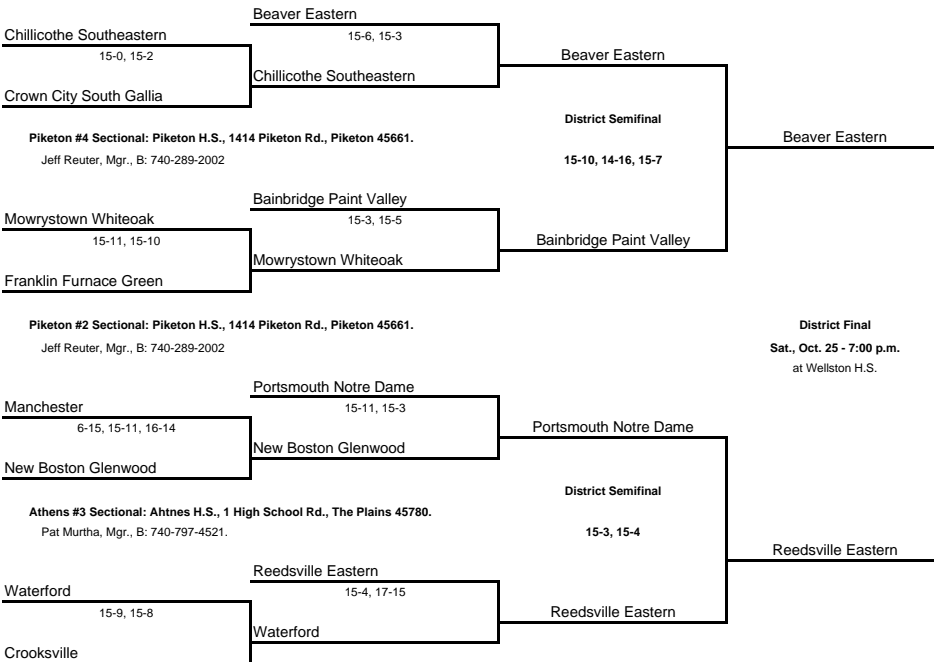 Beaver Eastern
Chillicothe Southeastern
15-6, 15-3
15-0, 15-2
Beaver Eastern
Chillicothe Southeastern
Crown City South Gallia
District Semifinal
Piketon #4 Sectional: Piketon H.S., 1414 Piketon Rd., Piketon 45661.
Beaver Eastern
Jeff Reuter, Mgr., B: 740-289-2002
15-10, 14-16, 15-7
Bainbridge Paint Valley
Mowrystown Whiteoak
15-3, 15-5
15-11, 15-10
Bainbridge Paint Valley
Mowrystown Whiteoak
Franklin Furnace Green
Piketon #2 Sectional: Piketon H.S., 1414 Piketon Rd., Piketon 45661.
District Final
Jeff Reuter, Mgr., B: 740-289-2002
Sat., Oct. 25 - 7:00 p.m.
at Wellston H.S.
Portsmouth Notre Dame
Manchester
15-11, 15-3
6-15, 15-11, 16-14
Portsmouth Notre Dame
New Boston Glenwood
New Boston Glenwood
District Semifinal
Athens #3 Sectional: Ahtnes H.S., 1 High School Rd., The Plains 45780.
Pat Murtha, Mgr., B: 740-797-4521.
15-3, 15-4
Reedsville Eastern
Reedsville Eastern
Waterford
15-4, 17-15
15-9, 15-8
Reedsville Eastern
Waterford
Crooksville